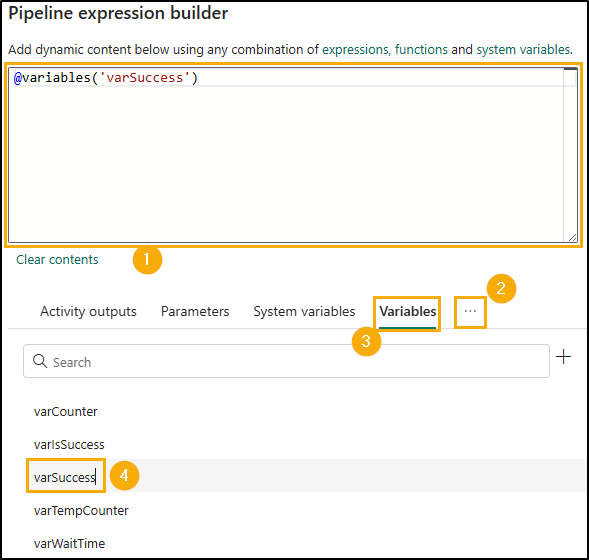 Pipeline expression builder
Add dynamic content below using any combination of expressions, functions and system variables.
@variables('varSuccess')
Clear contents
1
2
Activity outputs Parameters System variables Variables ...
3
Search +
varCounter
varIsSuccess
varSuccess 4
varTempCounter
varWaitTime